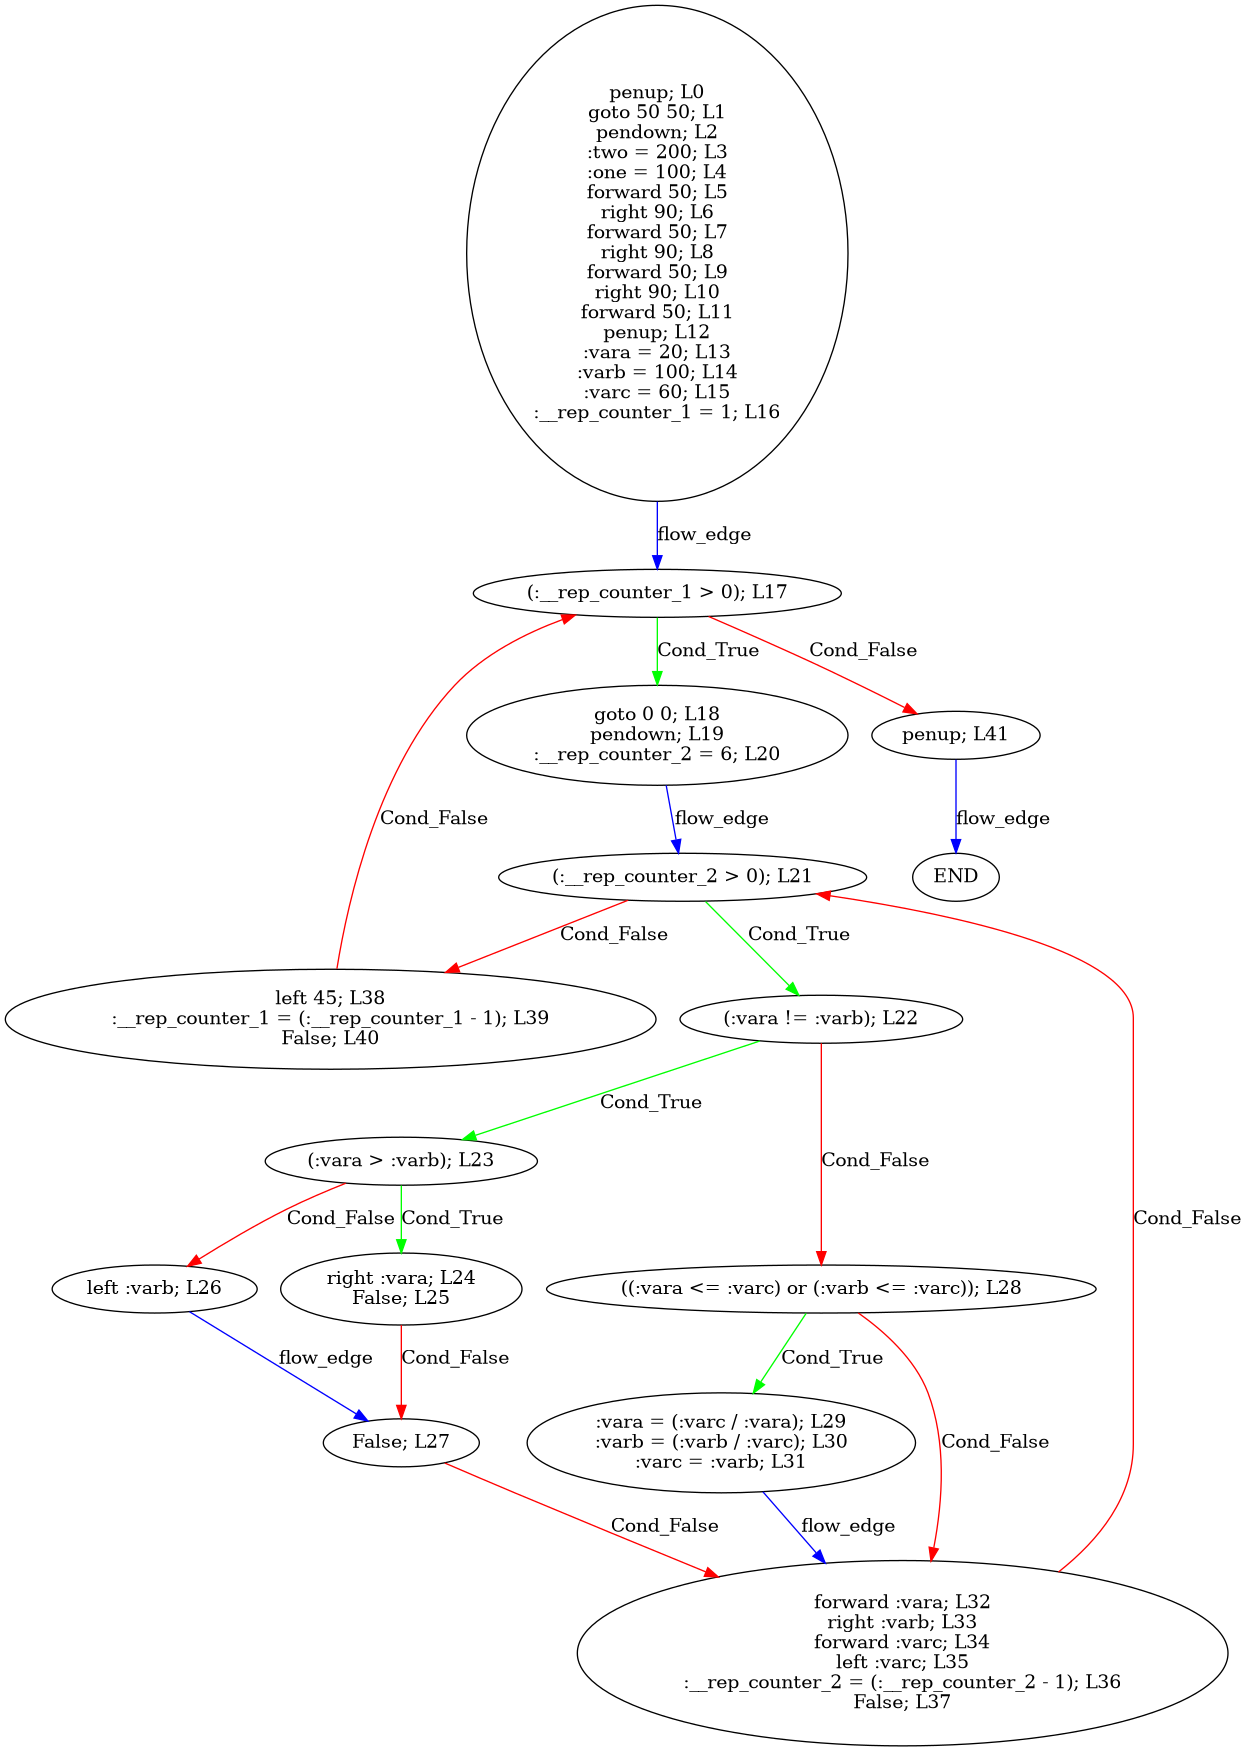 penup; L0
goto 50 50; L1
pendown; L2
:two = 200; L3
:one = 100; L4
forward 50; L5
right 90; L6
forward 50; L7
right 90; L8
forward 50; L9
right 90; L10
forward 50; L11
penup; L12
:vara = 20; L13
:varb = 100; L14
:varc = 60; L15
:__rep_counter_1 = 1; L16
flow_edge
(:__rep_counter_1 > 0); L17
Cond_True
Cond_False
goto 0 0; L18
pendown; L19
:__rep_counter_2 = 6; L20
penup; L41
Cond_False
flow_edge
flow_edge
(:__rep_counter_2 > 0); L21
END
Cond_False
Cond_True
left 45; L38
:__rep_counter_1 = (:__rep_counter_1 - 1); L39
False; L40
(:vara != :varb); L22
Cond_True
(:vara > :varb); L23
Cond_False
Cond_False
Cond_True
Cond_False
left :varb; L26
right :vara; L24
False; L25
((:vara <= :varc) or (:varb <= :varc)); L28
flow_edge
Cond_False
Cond_True
False; L27
:vara = (:varc / :vara); L29
:varb = (:varb / :varc); L30
:varc = :varb; L31
Cond_False
Cond_False
flow_edge
forward :vara; L32
right :varb; L33
forward :varc; L34
left :varc; L35
:__rep_counter_2 = (:__rep_counter_2 - 1); L36
False; L37